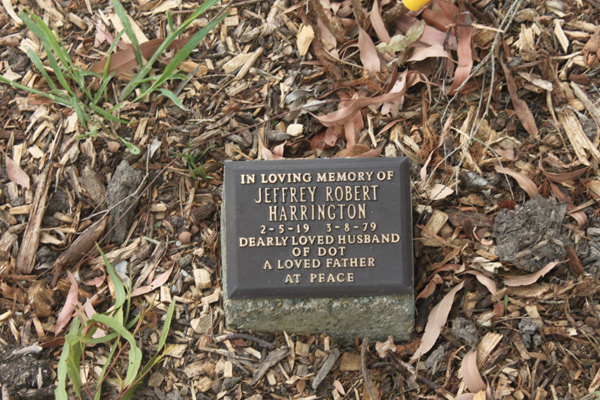 IN LOVING MEMORY OF
JEFFREY ROBERT
HARRINGTON
2-5-19 3-8-79
DEARLY LOVED HUSBAND
OF DOT
A LOVED FATHER
AT PEACE